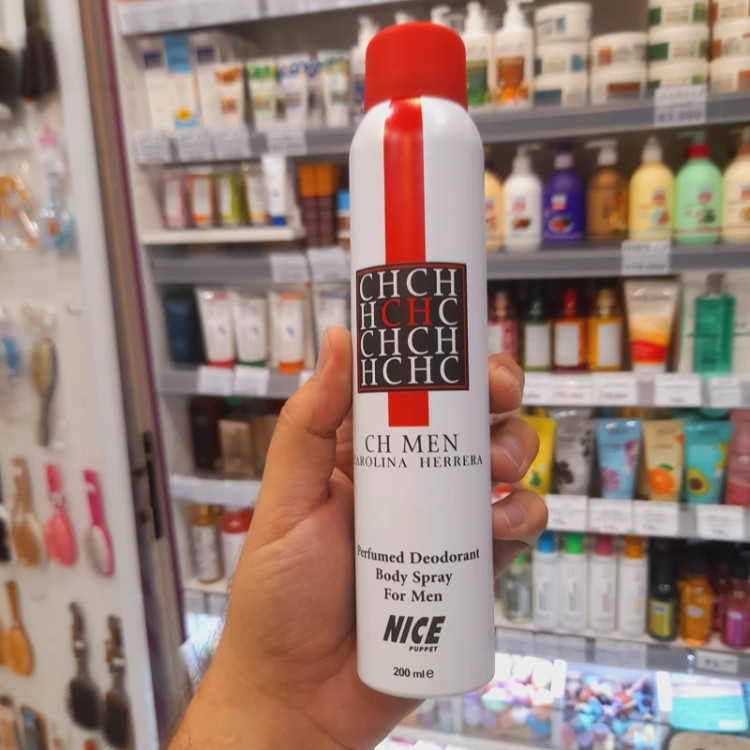 CHCH
HCHC
CHCH
HCHC
CH MEN
CAROLINA HERRERA
Perfumed Deodorant
Body Spray
For Men
NICE
PUPPET
200 ml e